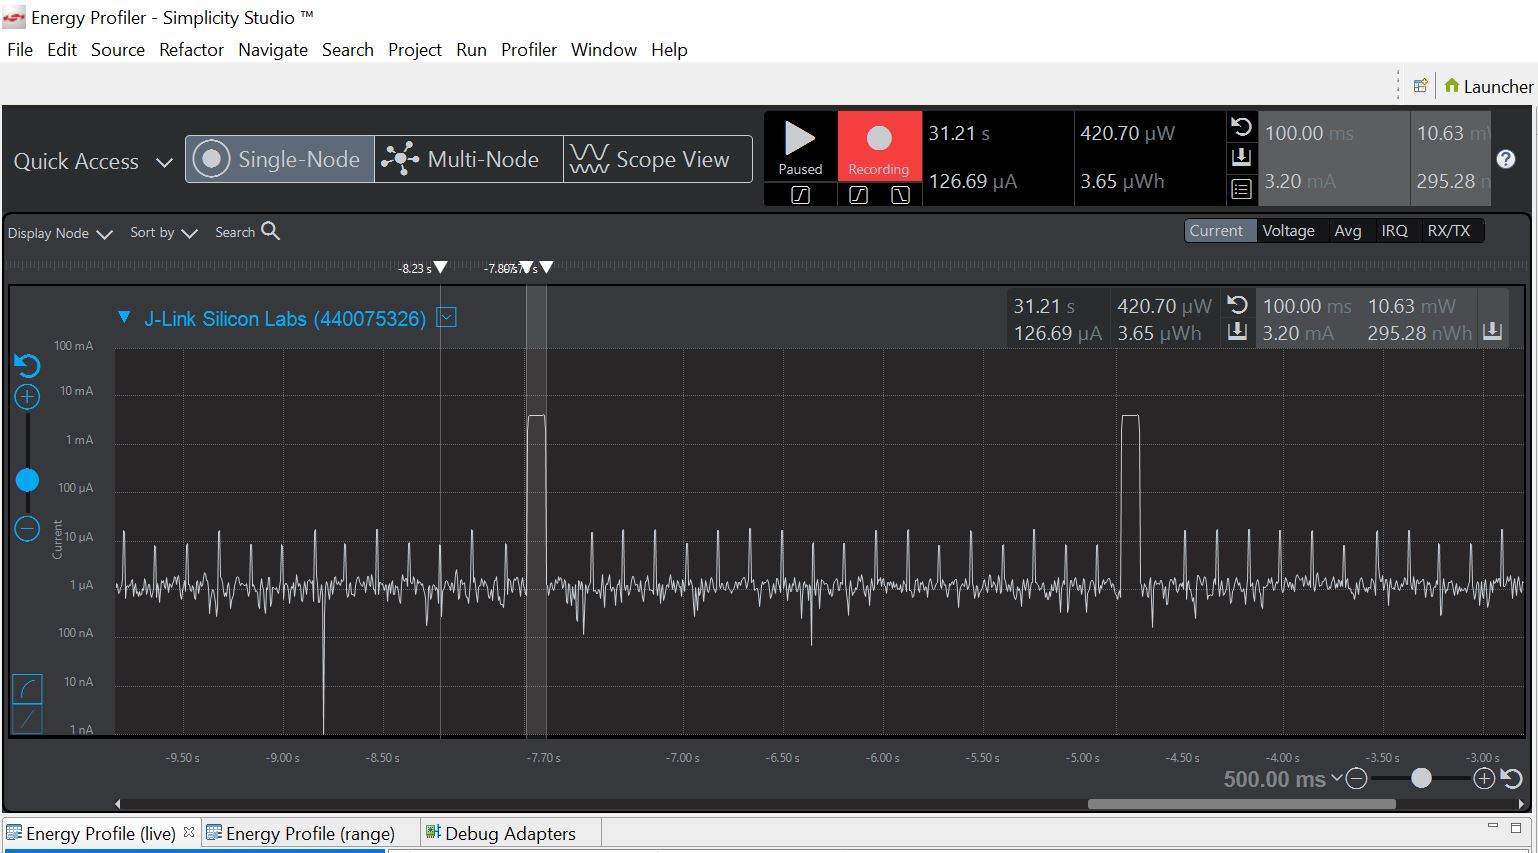 Energy Profiler - Simplicity Studio ™
File Edit Source Refactor Navigate Search Project Run Profiler Window Help
Launcher
Quick Access
Single-Node
Multi-Node
Scope View
Paused
Recording
31.21 s
126.69 µA
420.70 µW
3.65 µWh
100.00 ms
3.20 mA
10.63 mW
295.28 n
?
Display Node
Sort by
Search
Current Voltage Avg IRQ RX/TX
-8.23 s
J-Link Silicon Labs (440075326)
31.21 s 420.70 µW 100.00 ms 10.63 mW
126.69 µA 3.65 µWh 3.20 mA 295.28 nWh
100 mA
10 mA
1 mA
100 µA
10 µA
1 µA
100 nA
10 nA
1 nA
Current
-9.50 s -9.00 s -8.50 s -7.70 s -7.00 s -6.50 s -6.00 s -5.50 s -5.00 s -4.50 s -4.00 s -3.50 s -3.00 s
500.00 ms
Energy Profile (live) Energy Profile (range) Debug Adapters